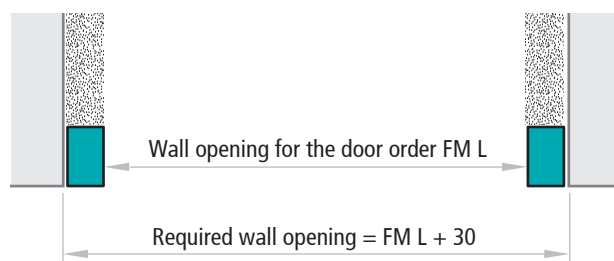 Wall opening for the door order FM L
Required wall opening = FM L + 30